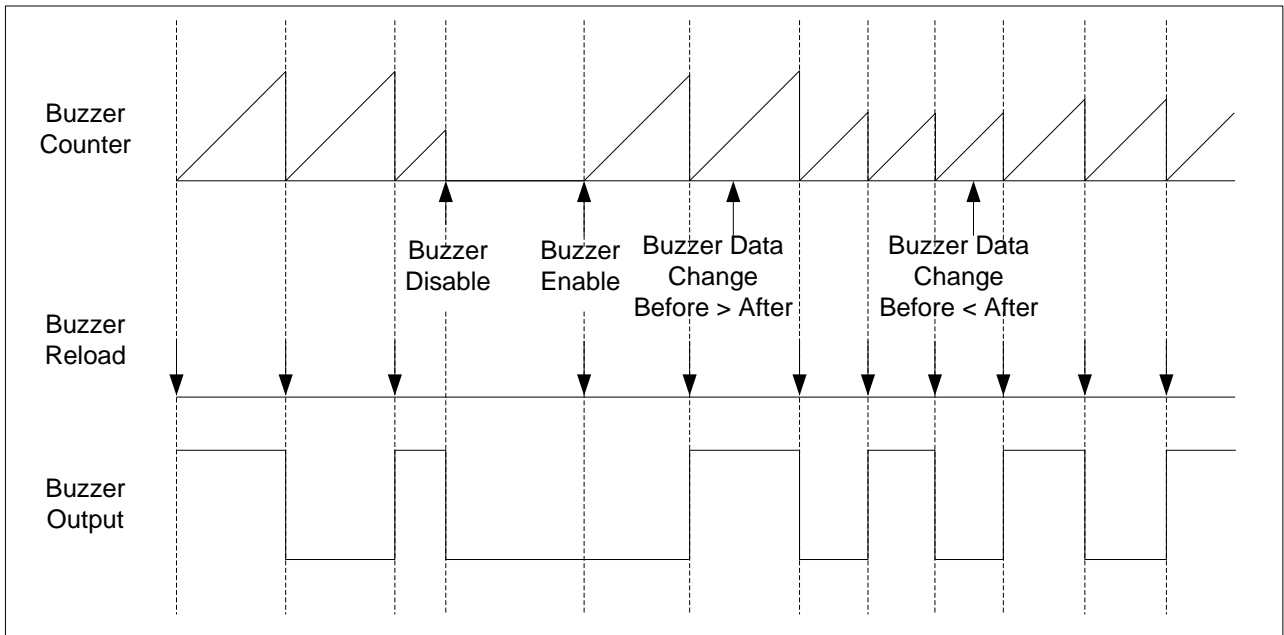 Buzzer
Counter
Buzzer
Disable
Buzzer
Enable
Buzzer Data
Change
Before > After
Buzzer Data
Change
Before < After
Buzzer
Reload
Buzzer
Output